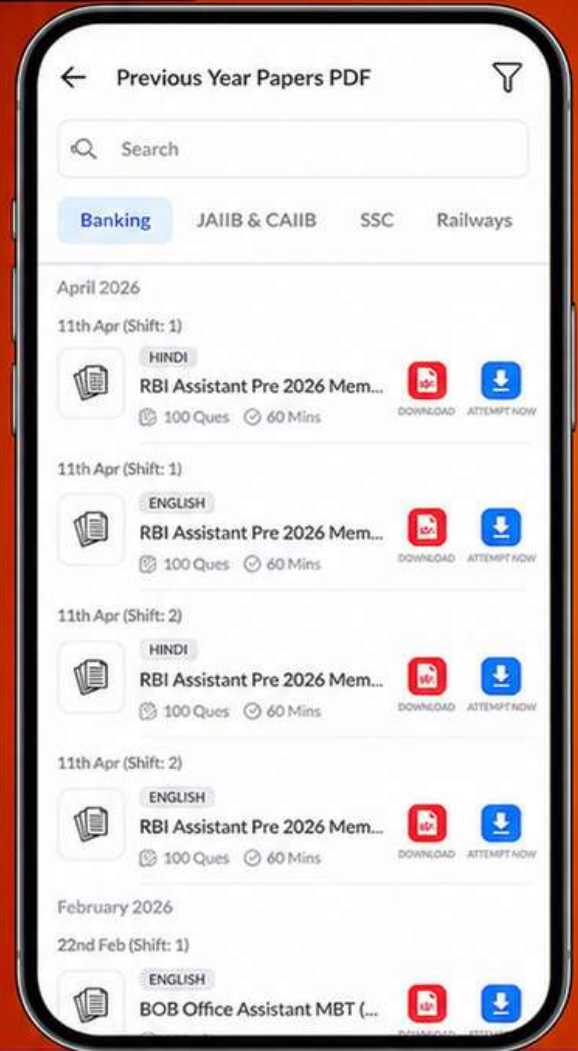 Previous Year Papers PDF
Search
Banking JAIIB & CAIIB SSC Railways
April 2026
11th Apr (Shift: 1)
HINDI
RBI Assistant Pre 2026 Mem...
100 Ques 60 Mins
DOWNLOAD ATTEMPT NOW
11th Apr (Shift: 1)
ENGLISH
RBI Assistant Pre 2026 Mem...
100 Ques 60 Mins
DOWNLOAD ATTEMPT NOW
11th Apr (Shift: 2)
HINDI
RBI Assistant Pre 2026 Mem...
100 Ques 60 Mins
DOWNLOAD ATTEMPT NOW
11th Apr (Shift: 2)
ENGLISH
RBI Assistant Pre 2026 Mem...
100 Ques 60 Mins
DOWNLOAD ATTEMPT NOW
February 2026
22nd Feb (Shift: 1)
ENGLISH
BOB Office Assistant MBT (...